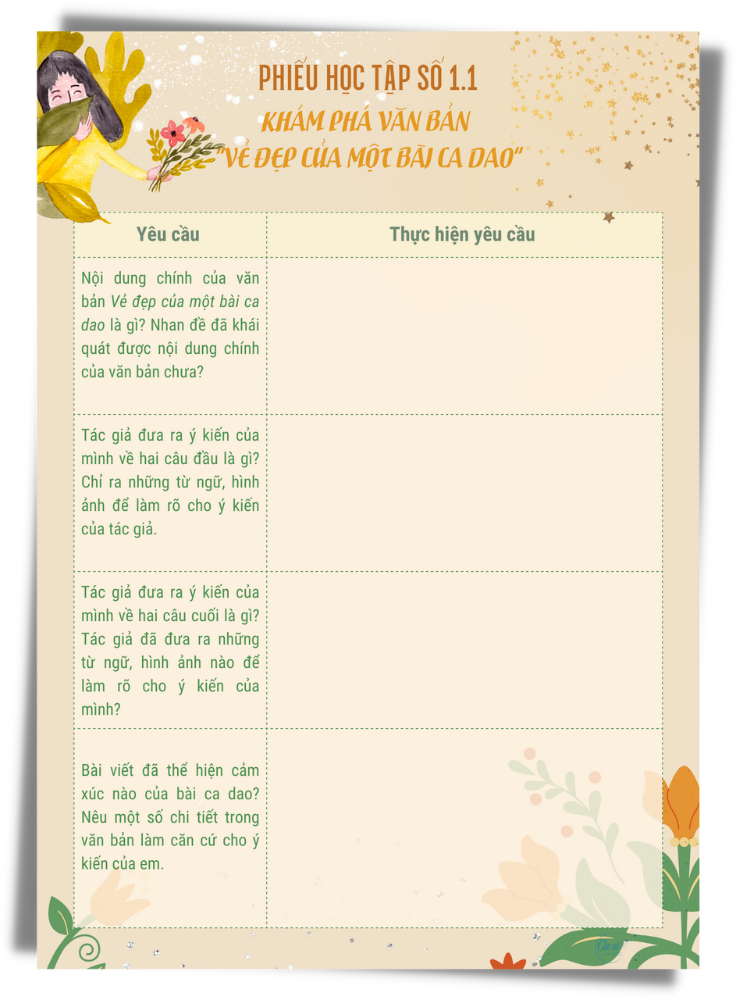 PHIẾU HỌC TẬP SỐ 1.1
KHÁM PHÁ VĂN BẢN
"VẺ ĐẸP CỦA MỘT BÀI CA DAO"
Yêu cầu
Thực hiện yêu cầu
Nội dung chính của văn
bản Vẻ đẹp của một bài ca
dao là gì? Nhan đề đã khái
quát được nội dung chính
của văn bản chưa?
Tác giả đưa ra ý kiến của
mình về hai câu đầu là gì?
Chỉ ra những từ ngữ, hình
ảnh để làm rõ cho ý kiến
của tác giả.
Tác giả đưa ra ý kiến của
mình về hai câu cuối là gì?
Tác giả đã đưa ra những
từ ngữ, hình ảnh nào để
làm rõ cho ý kiến của
mình?
Bài viết đã thể hiện cảm
xúc nào của bài ca dao?
Nêu một số chi tiết trong
văn bản làm căn cứ cho ý
kiến của em.